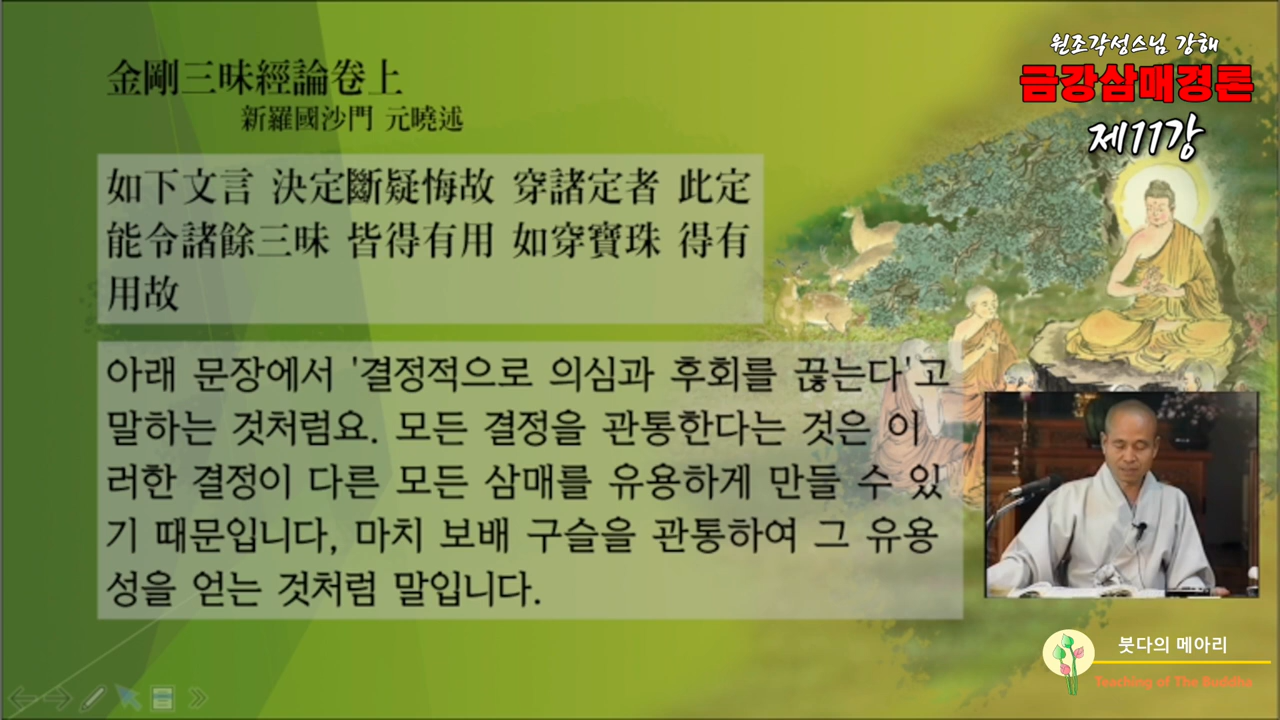 金剛三昧經論卷上
新羅國沙門 元曉述
如下文言 決定斷疑悔故 穿諸定者 此定
能令諸餘三昧 皆得有用 如穿寶珠 得有
用故
아래 문장에서 '결정적으로 의심과 후회를 끊는다'고
말하는 것처럼요. 모든 결정을 관통한다는 것은 이
러한 결정이 다른 모든 삼매를 유용하게 만들 수 있
기 때문입니다, 마치 보배 구슬을 관통하여 그 유용
성을 얻는 것처럼 말입니다.
원조각성스님 강해
금강삼매경론
제11강
붓다의 메아리
Teaching of The Buddha